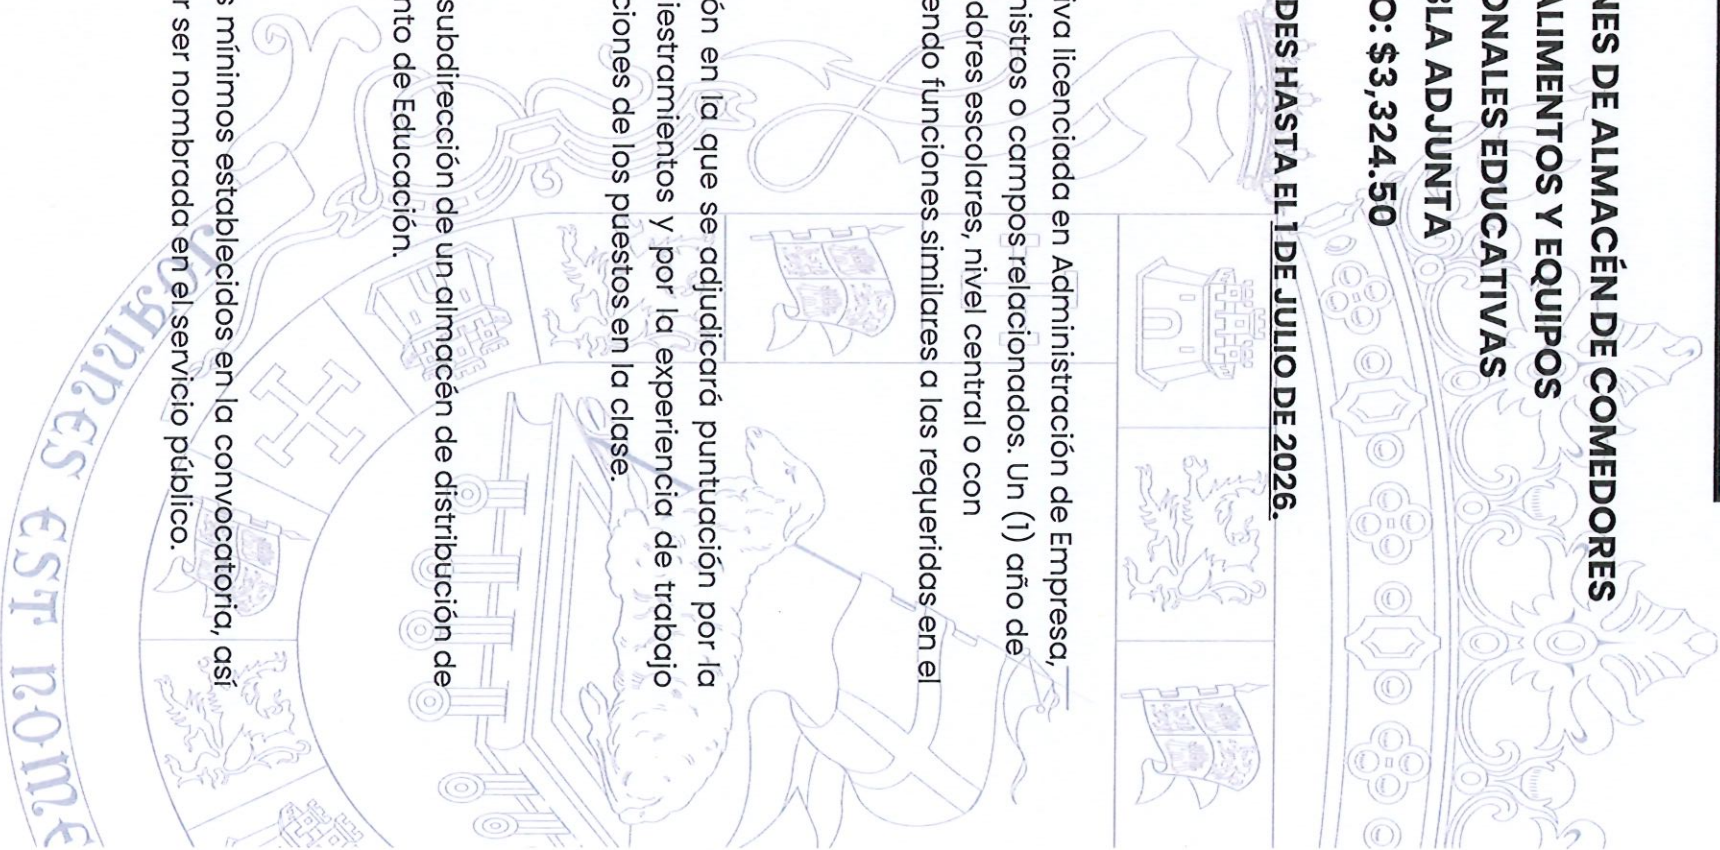 NES DE ALMACÉN DE COMEDORES
ALIMENTOS Y EQUIPOS
ONALES EDUCATIVAS
BLA ADJUNTA
O: $3,324.50
DES HASTA EL 1 DE JULIO DE 2026.
iva licenciada en Administración de Empresa,
nistros o campos relacionados. Un (1) año de
dores escolares, nivel central o con
endo funciones similares a las requeridas en el
ón en la que se adjudicará puntuación por la
iestramientos y por la experiencia de trabajo
ciones de los puestos en la clase.
subdirección de un almacén de distribución de
nto de Educación.
s mínimos establecidos en la convocatoria, así
r ser nombrada en el servicio público.
JOANNES EST NOME